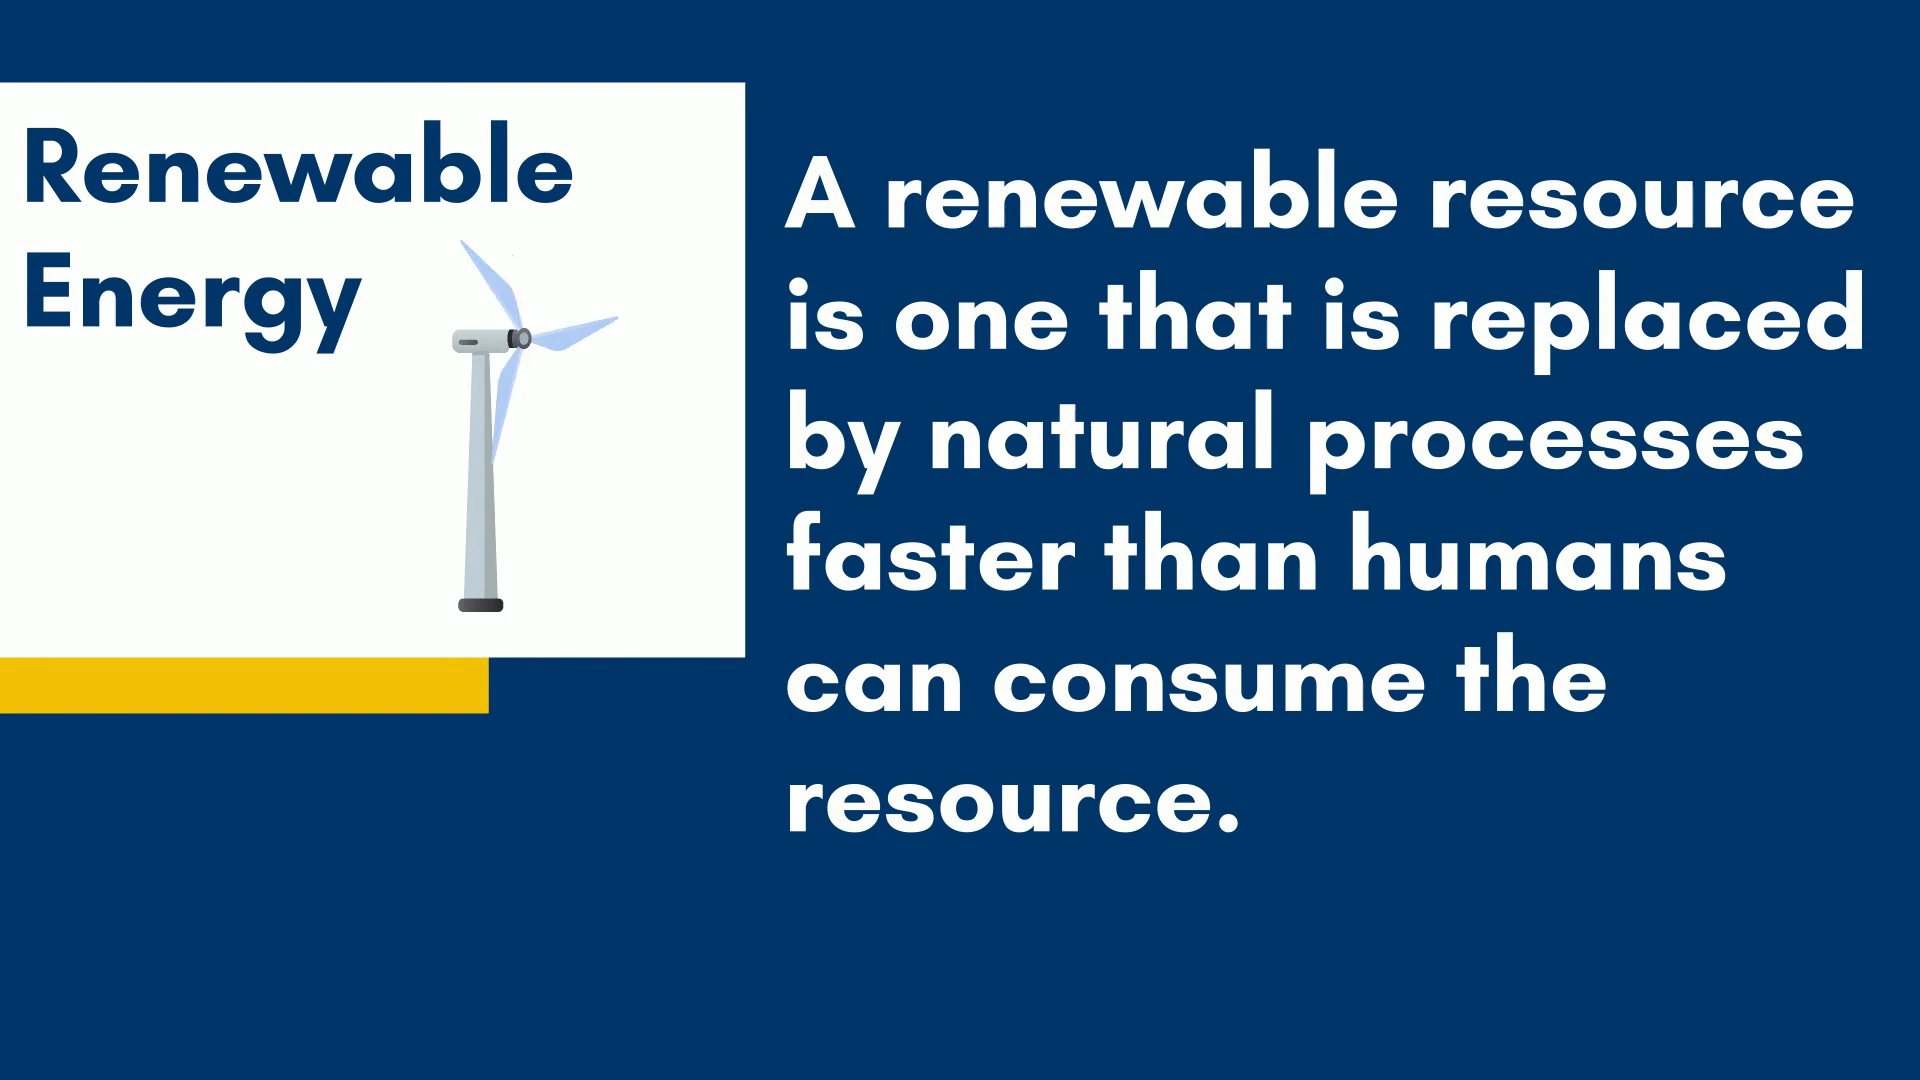 Renewable
Energy
A renewable resource
is one that is replaced
by natural processes
faster than humans
can consume the
resource.